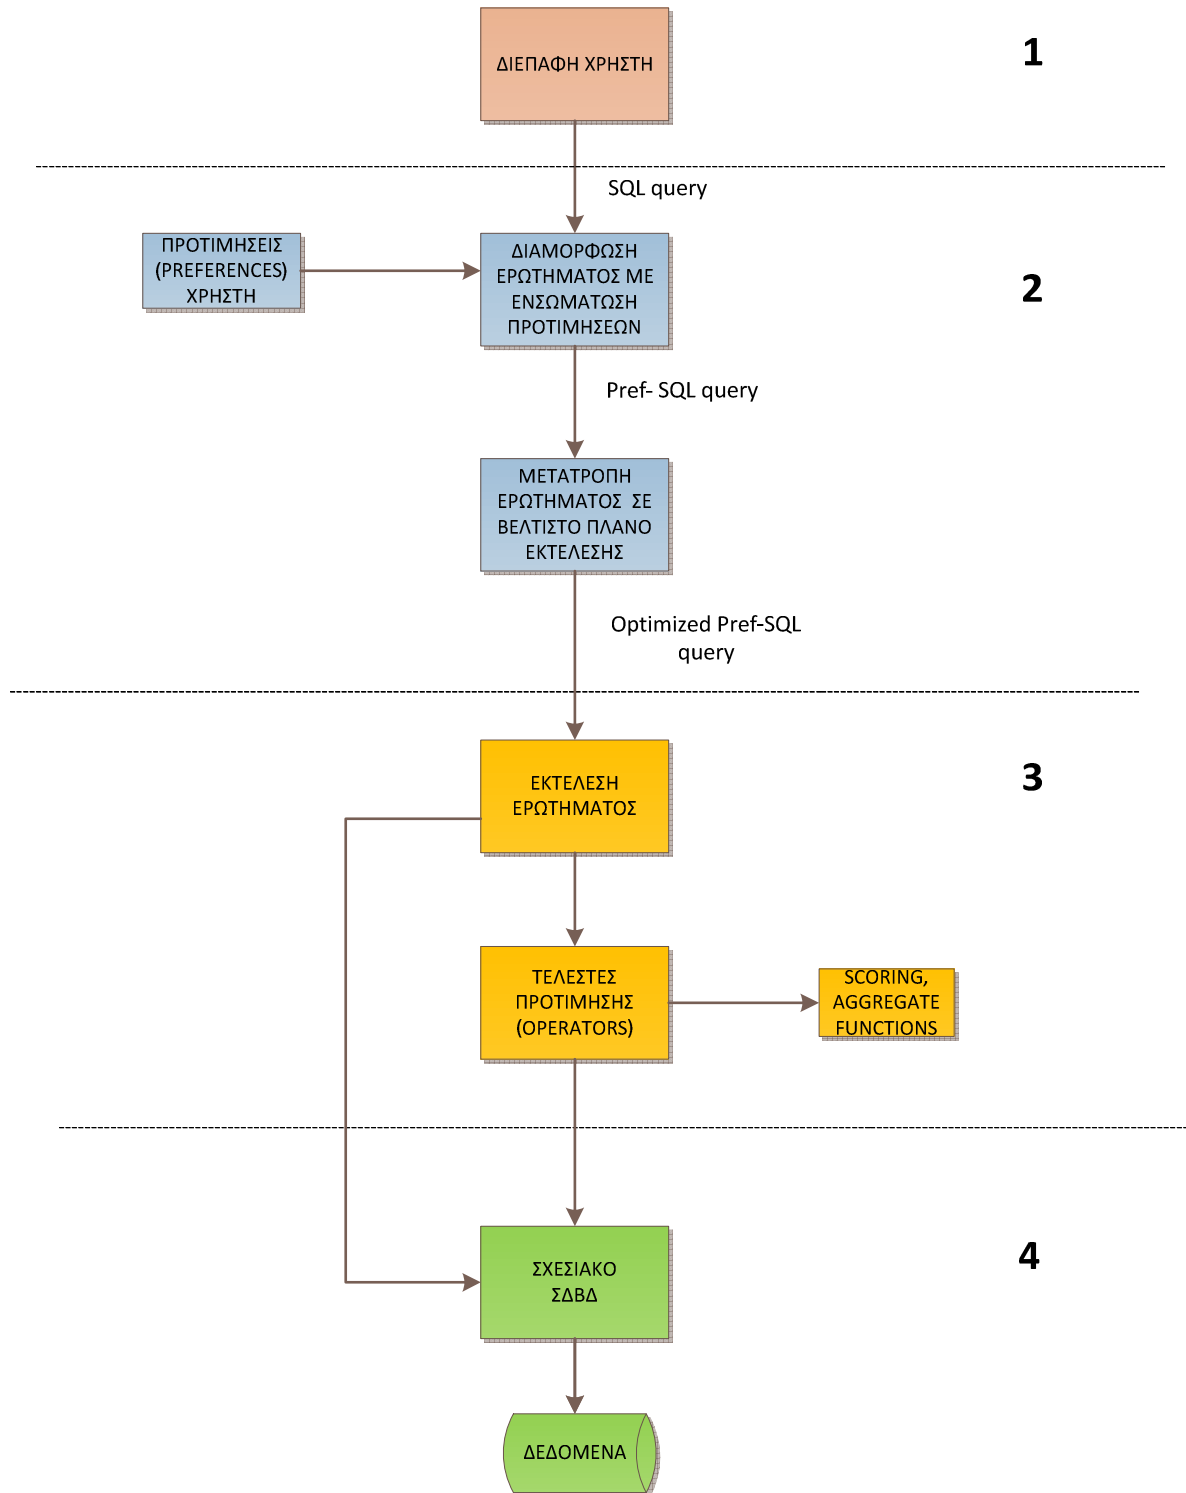 ΔΙΕΠΑΦΗ ΧΡΗΣΤΗ
1
SQL query
ΠΡΟΤΙΜΗΣΕΙΣ
(PREFERENCES)
ΧΡΗΣΤΗ
ΔΙΑΜΟΡΦΩΣΗ
ΕΡΩΤΗΜΑΤΟΣ ΜΕ
ΕΝΣΩΜΑΤΩΣΗ
ΠΡΟΤΙΜΗΣΕΩΝ
2
Pref- SQL query
ΜΕΤΑΤΡΟΠΗ
ΕΡΩΤΗΜΑΤΟΣ ΣΕ
ΒΕΛΤΙΣΤΟ ΠΛΑΝΟ
ΕΚΤΕΛΕΣΗΣ
Optimized Pref-SQL
query
ΕΚΤΕΛΕΣΗ
ΕΡΩΤΗΜΑΤΟΣ
3
ΤΕΛΕΣΤΕΣ
ΠΡΟΤΙΜΗΣΗΣ
(OPERATORS)
SCORING,
AGGREGATE
FUNCTIONS
ΣΧΕΣΙΑΚΟ
ΣΔΒΔ
4
ΔΕΔΟΜΕΝΑ